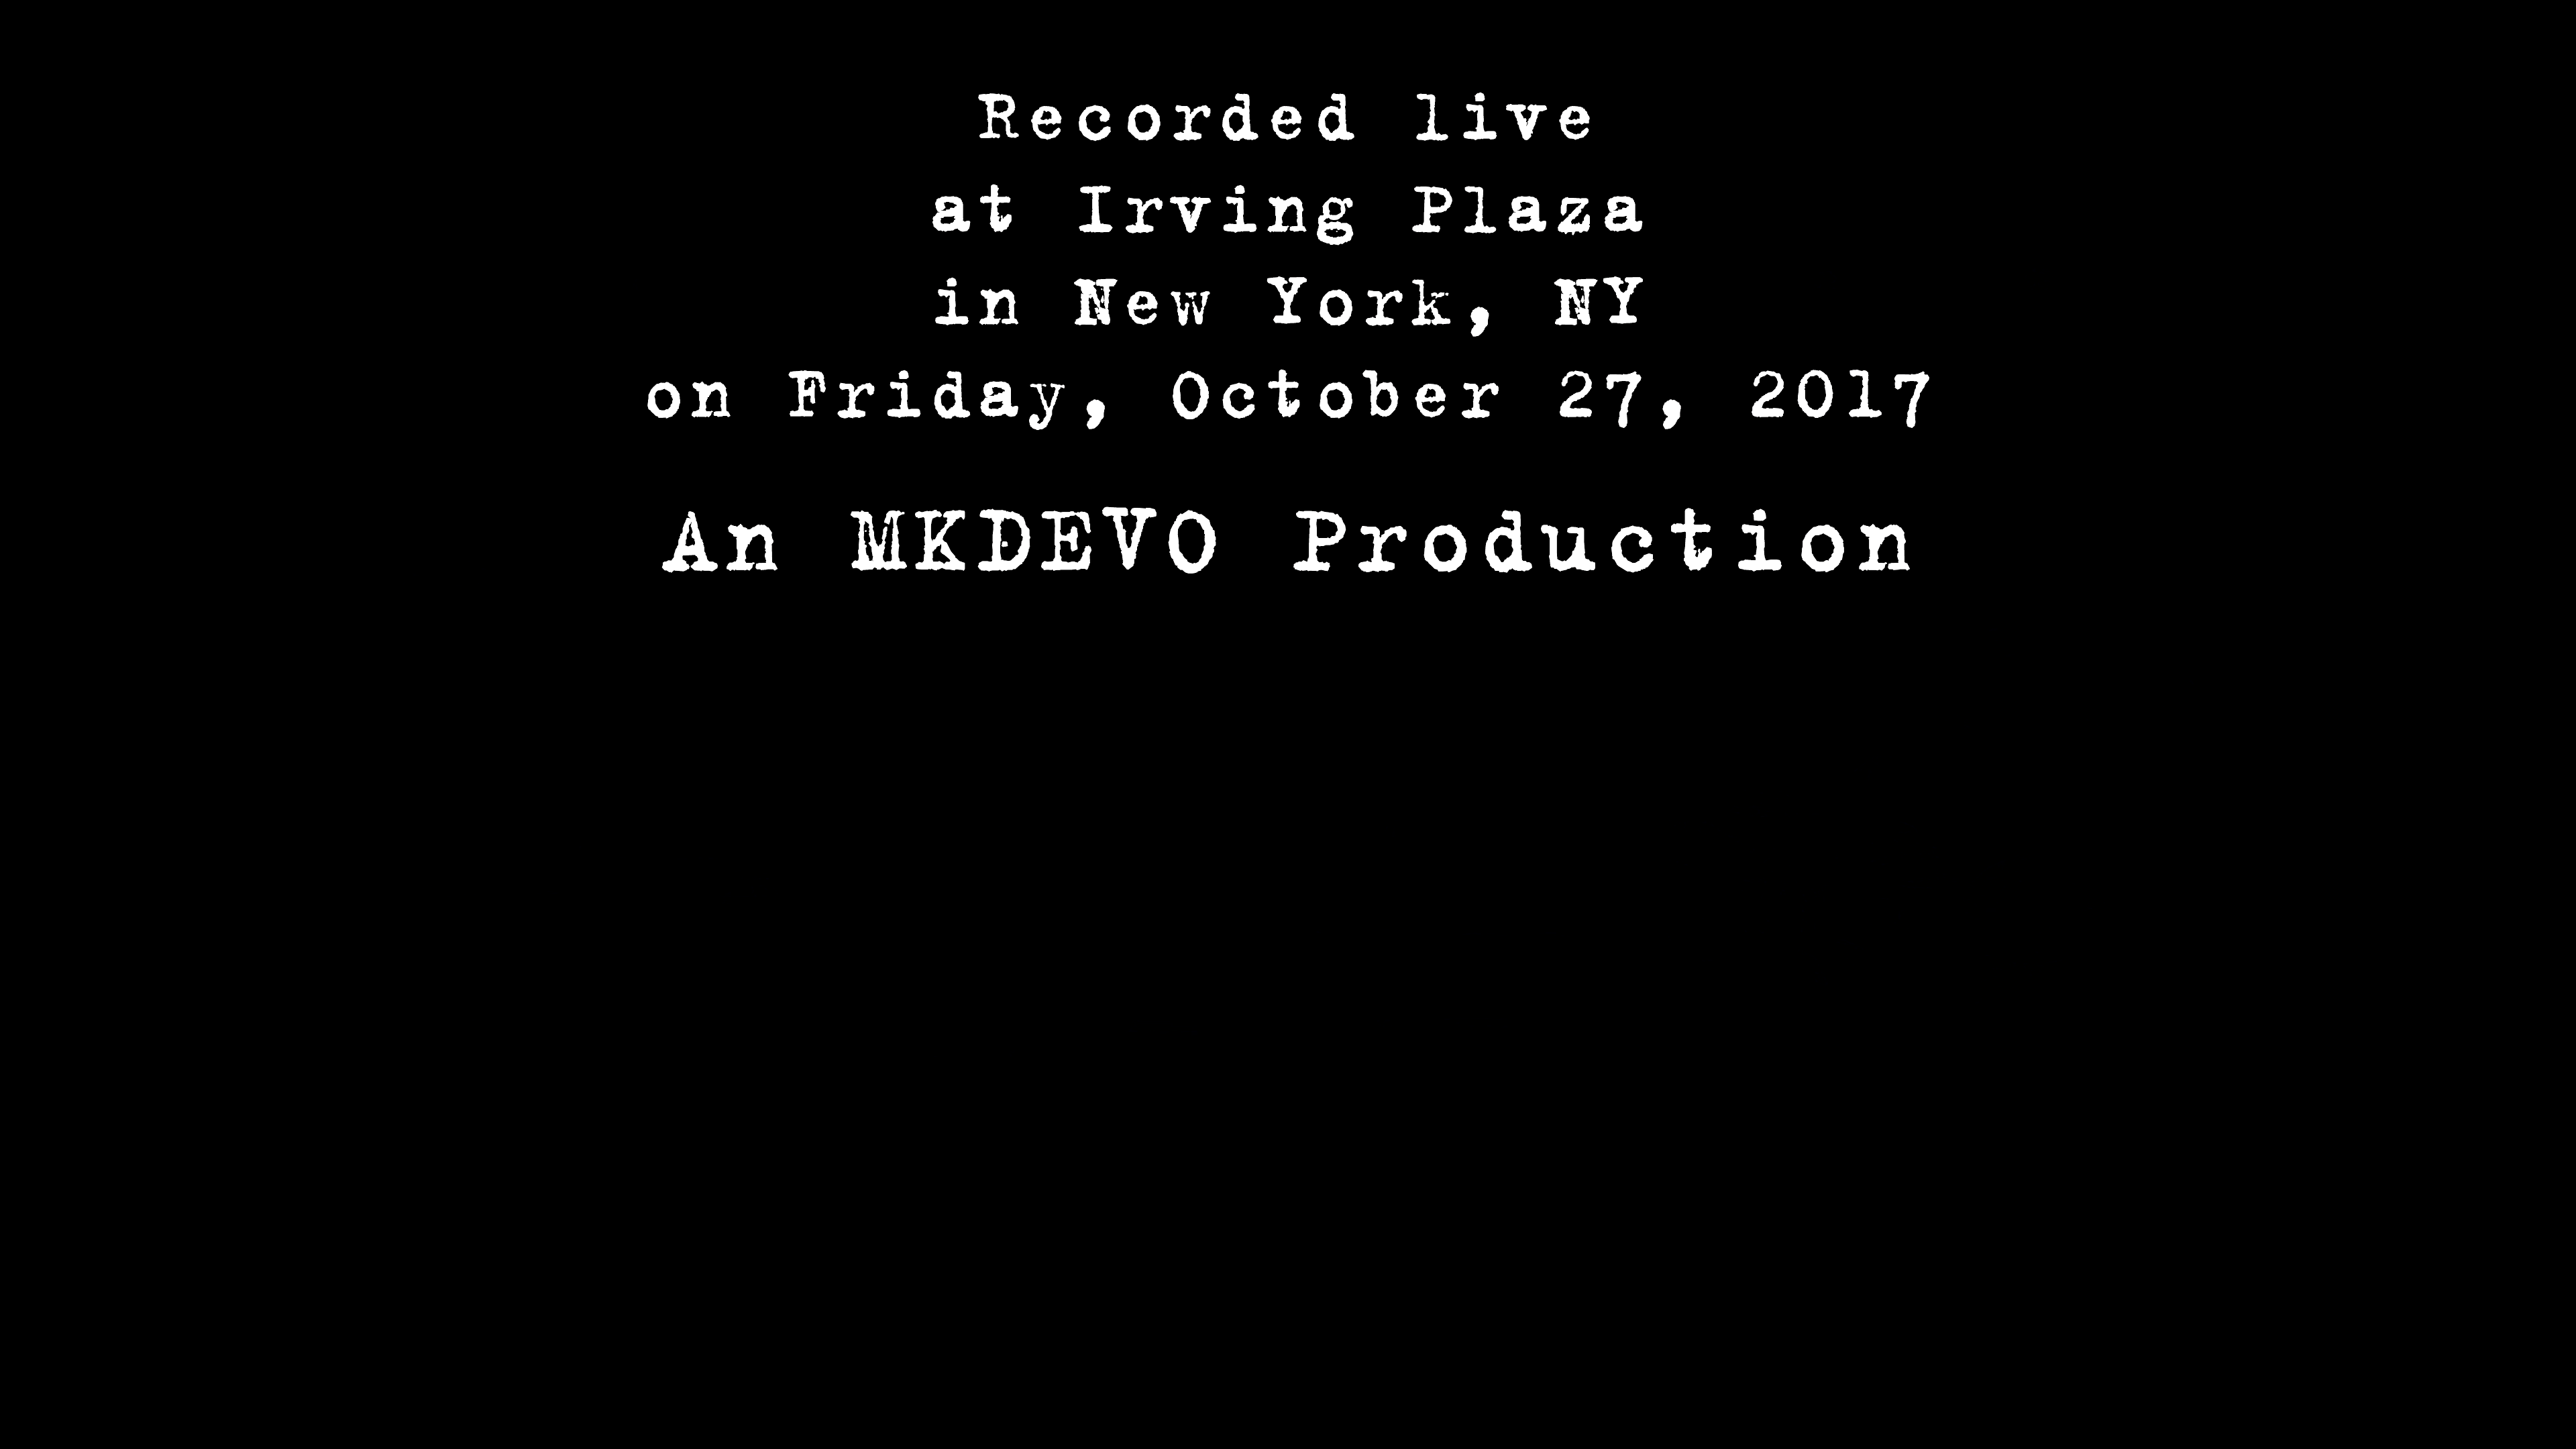 Recorded live
at Irving Plaza
in New York, NY
on Friday, October 27, 2017
An MKDEVO Production